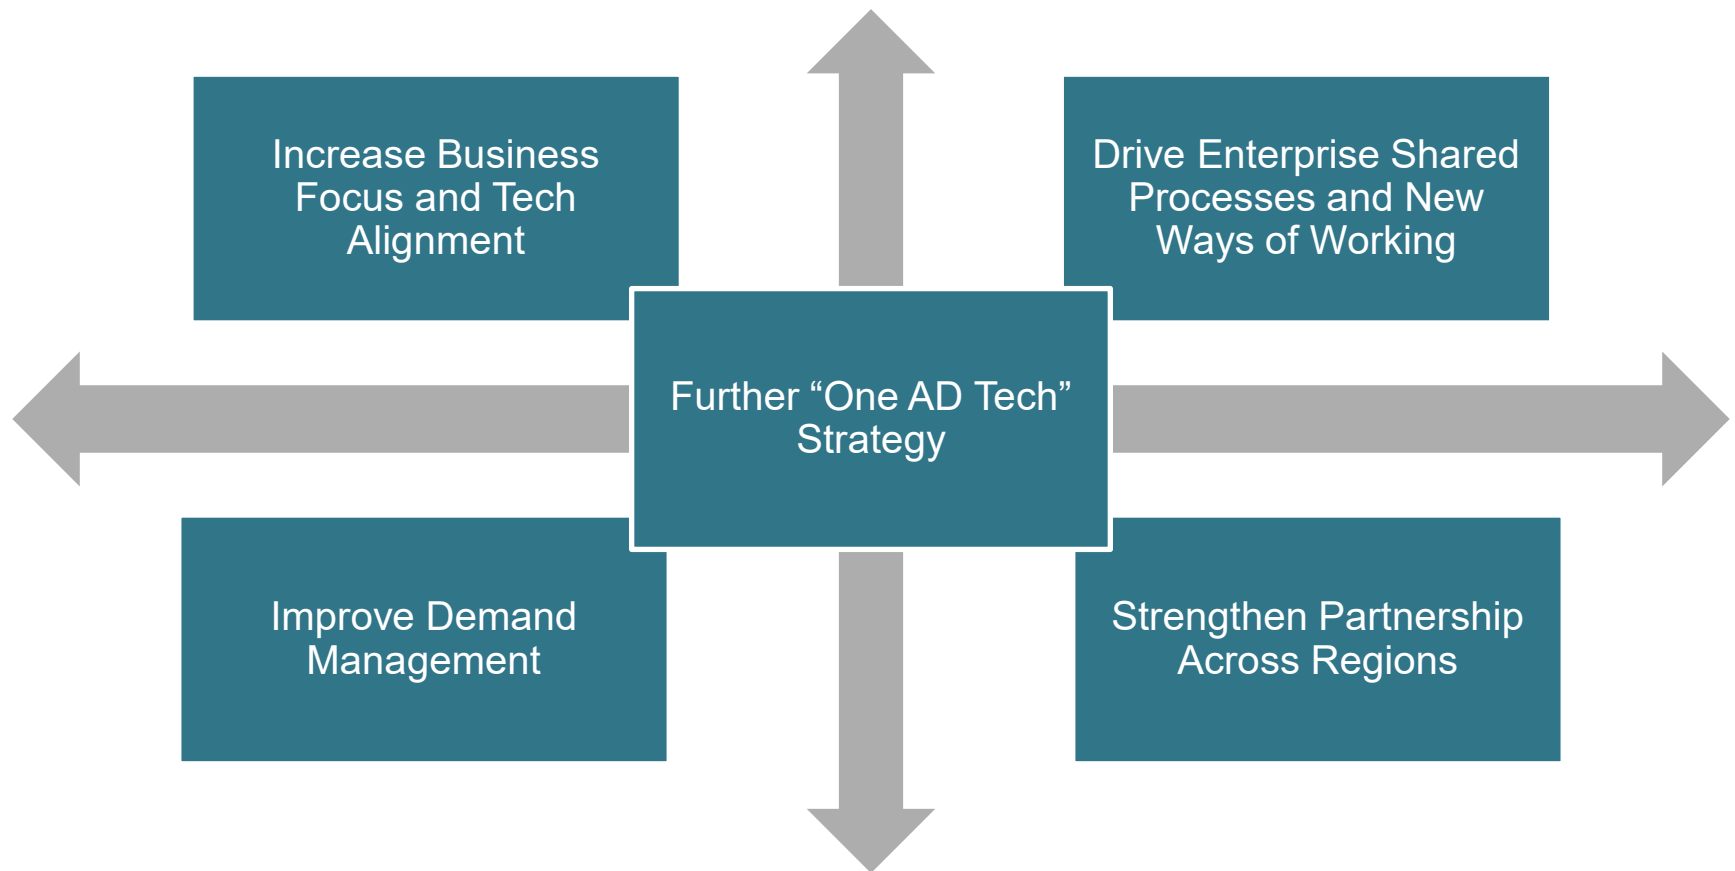 Increase Business
Focus and Tech
Alignment
Drive Enterprise Shared
Processes and New
Ways of Working
Further “One AD Tech”
Strategy
Improve Demand
Management
Strengthen Partnership
Across Regions